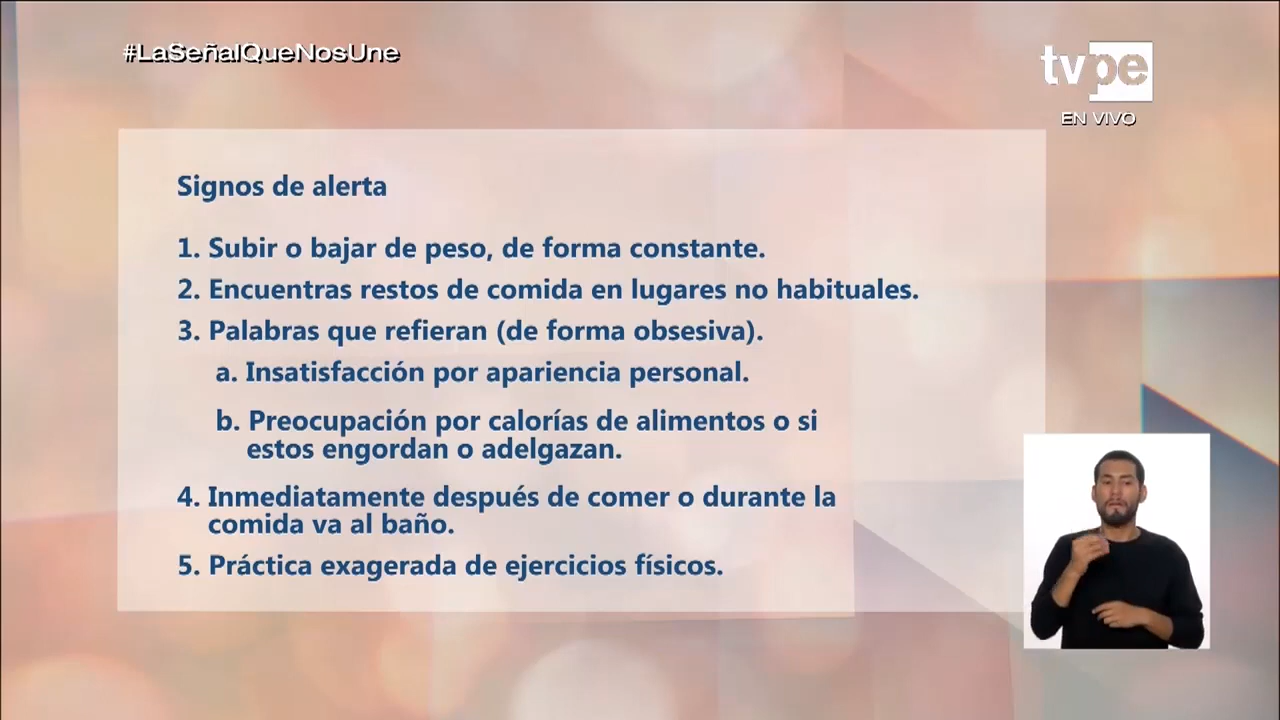 #LaSeñalQueNosUne
tvpe
EN VIVO
Signos de alerta
1. Subir o bajar de peso, de forma constante.
2. Encuentras restos de comida en lugares no habituales.
3. Palabras que refieran (de forma obsesiva).
a. Insatisfacción por apariencia personal.
b. Preocupación por calorías de alimentos o si
estos engordan o adelgazan.
4. Inmediatamente después de comer o durante la
comida va al baño.
5. Práctica exagerada de ejercicios físicos.